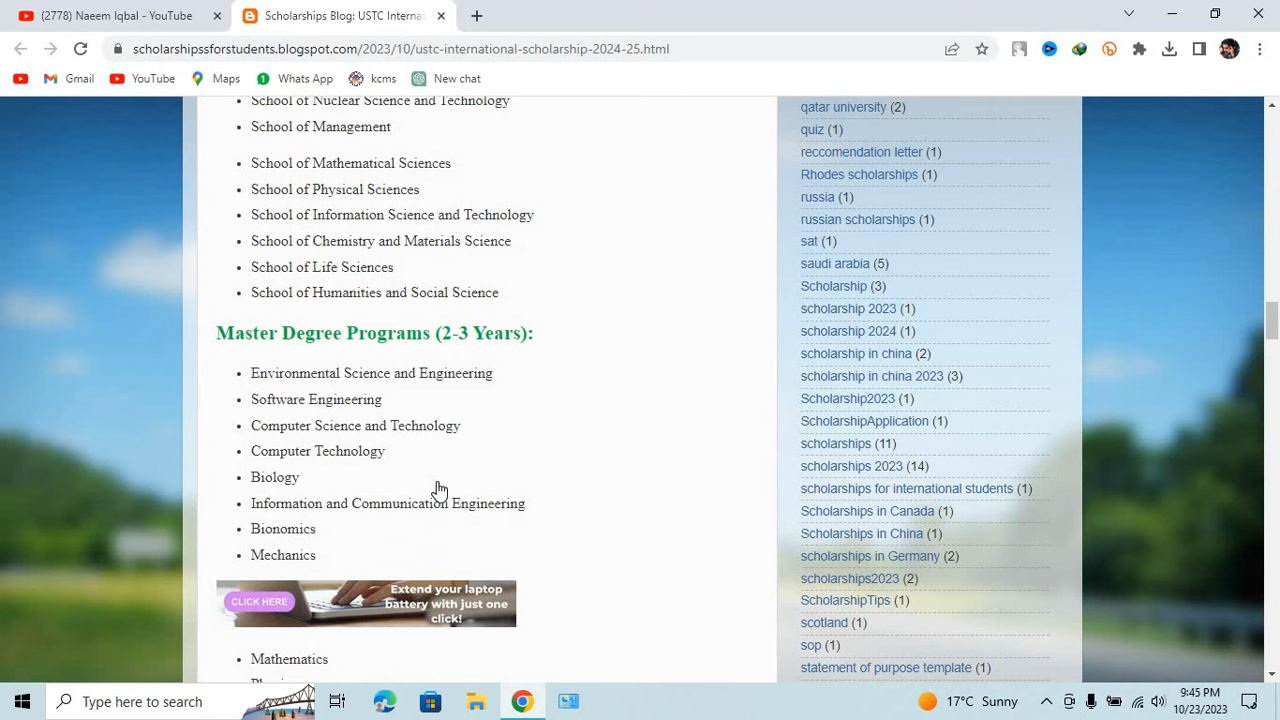 (2778) Naeem Iqbal - YouTube
Scholarships Blog: USTC Interna
scholarshipssforstudents.blogspot.com/2023/10/ustc-international-scholarship-2024-25.html
Gmail
YouTube
Maps
Whats App
kcms
New chat
School of Nuclear Science and Technology
School of Management
School of Mathematical Sciences
School of Physical Sciences
School of Information Science and Technology
School of Chemistry and Materials Science
School of Life Sciences
School of Humanities and Social Science
Master Degree Programs (2-3 Years):
Environmental Science and Engineering
Software Engineering
Computer Science and Technology
Computer Technology
Biology
Information and Communication Engineering
Bionomics
Mechanics
CLICK HERE
Extend your laptop
battery with just one
click!
Mathematics
qatar university (2)
quiz (1)
reccomendation letter (1)
Rhodes scholarships (1)
russia (1)
russian scholarships (1)
sat (1)
saudi arabia (5)
Scholarship (3)
scholarship 2023 (1)
scholarship 2024 (1)
scholarship in china (2)
scholarship in china 2023 (3)
Scholarship2023 (1)
ScholarshipApplication (1)
scholarships (11)
scholarships 2023 (14)
scholarships for international students (1)
Scholarships in Canada (1)
Scholarships in China (1)
scholarships in Germany (2)
scholarships2023 (2)
ScholarshipTips (1)
scotland (1)
sop (1)
statement of purpose template (1)
Type here to search
17°C Sunny
9:45 PM
10/23/2023